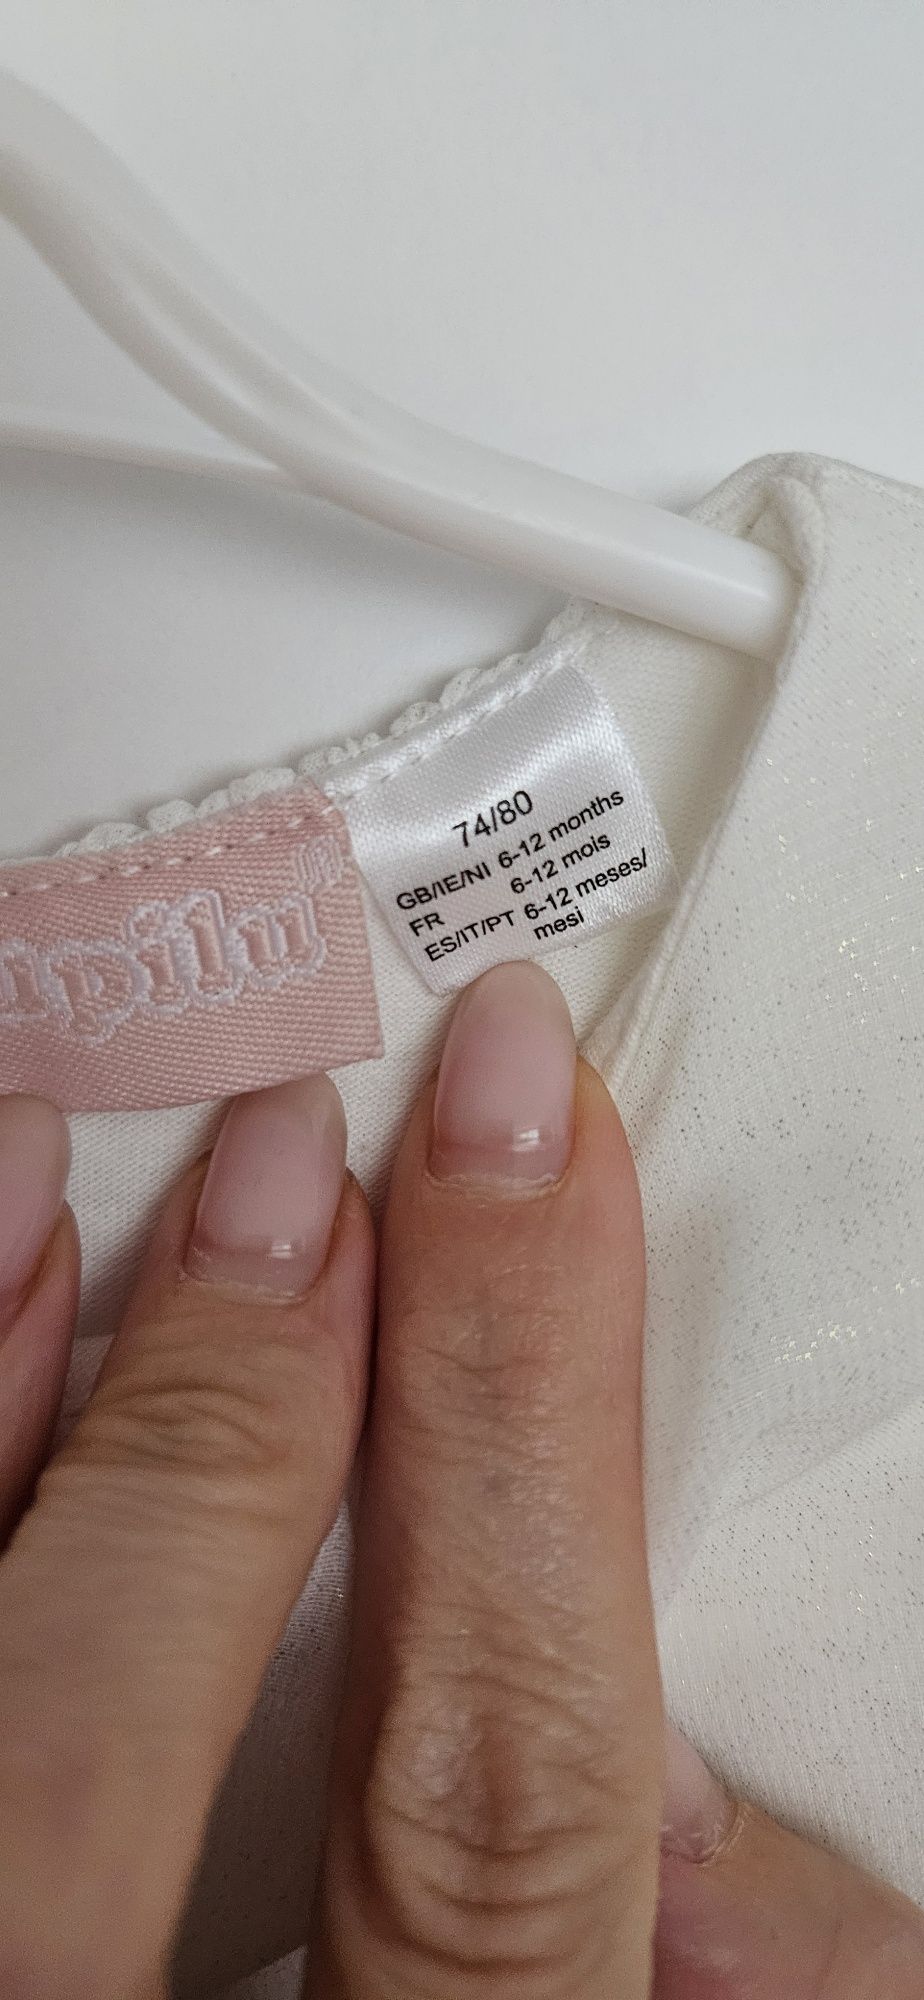 upilu
74/80
GB/IE/NI 6-12 months
FR 6-12 mois
ES/IT/PT 6-12 meses/
mesi